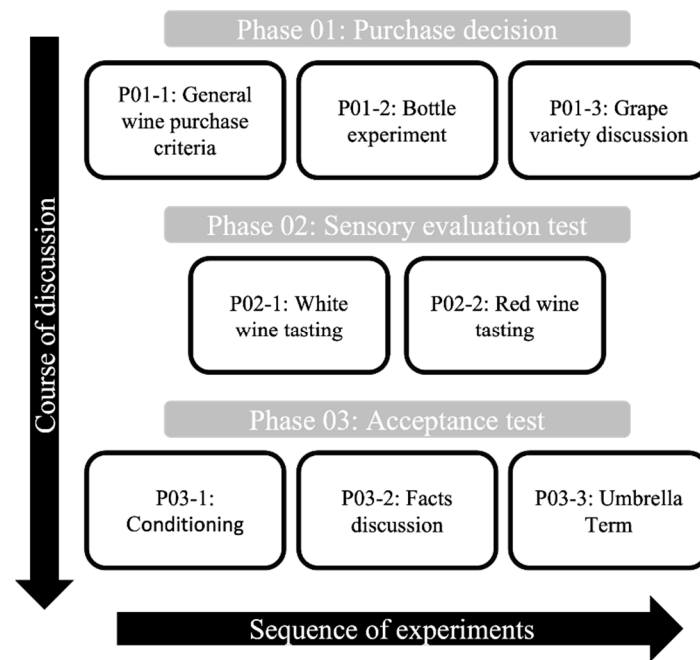 Phase 01: Purchase decision
P01-1: General
wine purchase
criteria
P01-2: Bottle
experiment
P01-3: Grape
variety discussion
Phase 02: Sensory evaluation test
P02-1: White
wine tasting
P02-2: Red wine
tasting
Phase 03: Acceptance test
P03-1:
Conditioning
P03-2: Facts
discussion
P03-3: Umbrella
Term
Course of discussion
Sequence of experiments